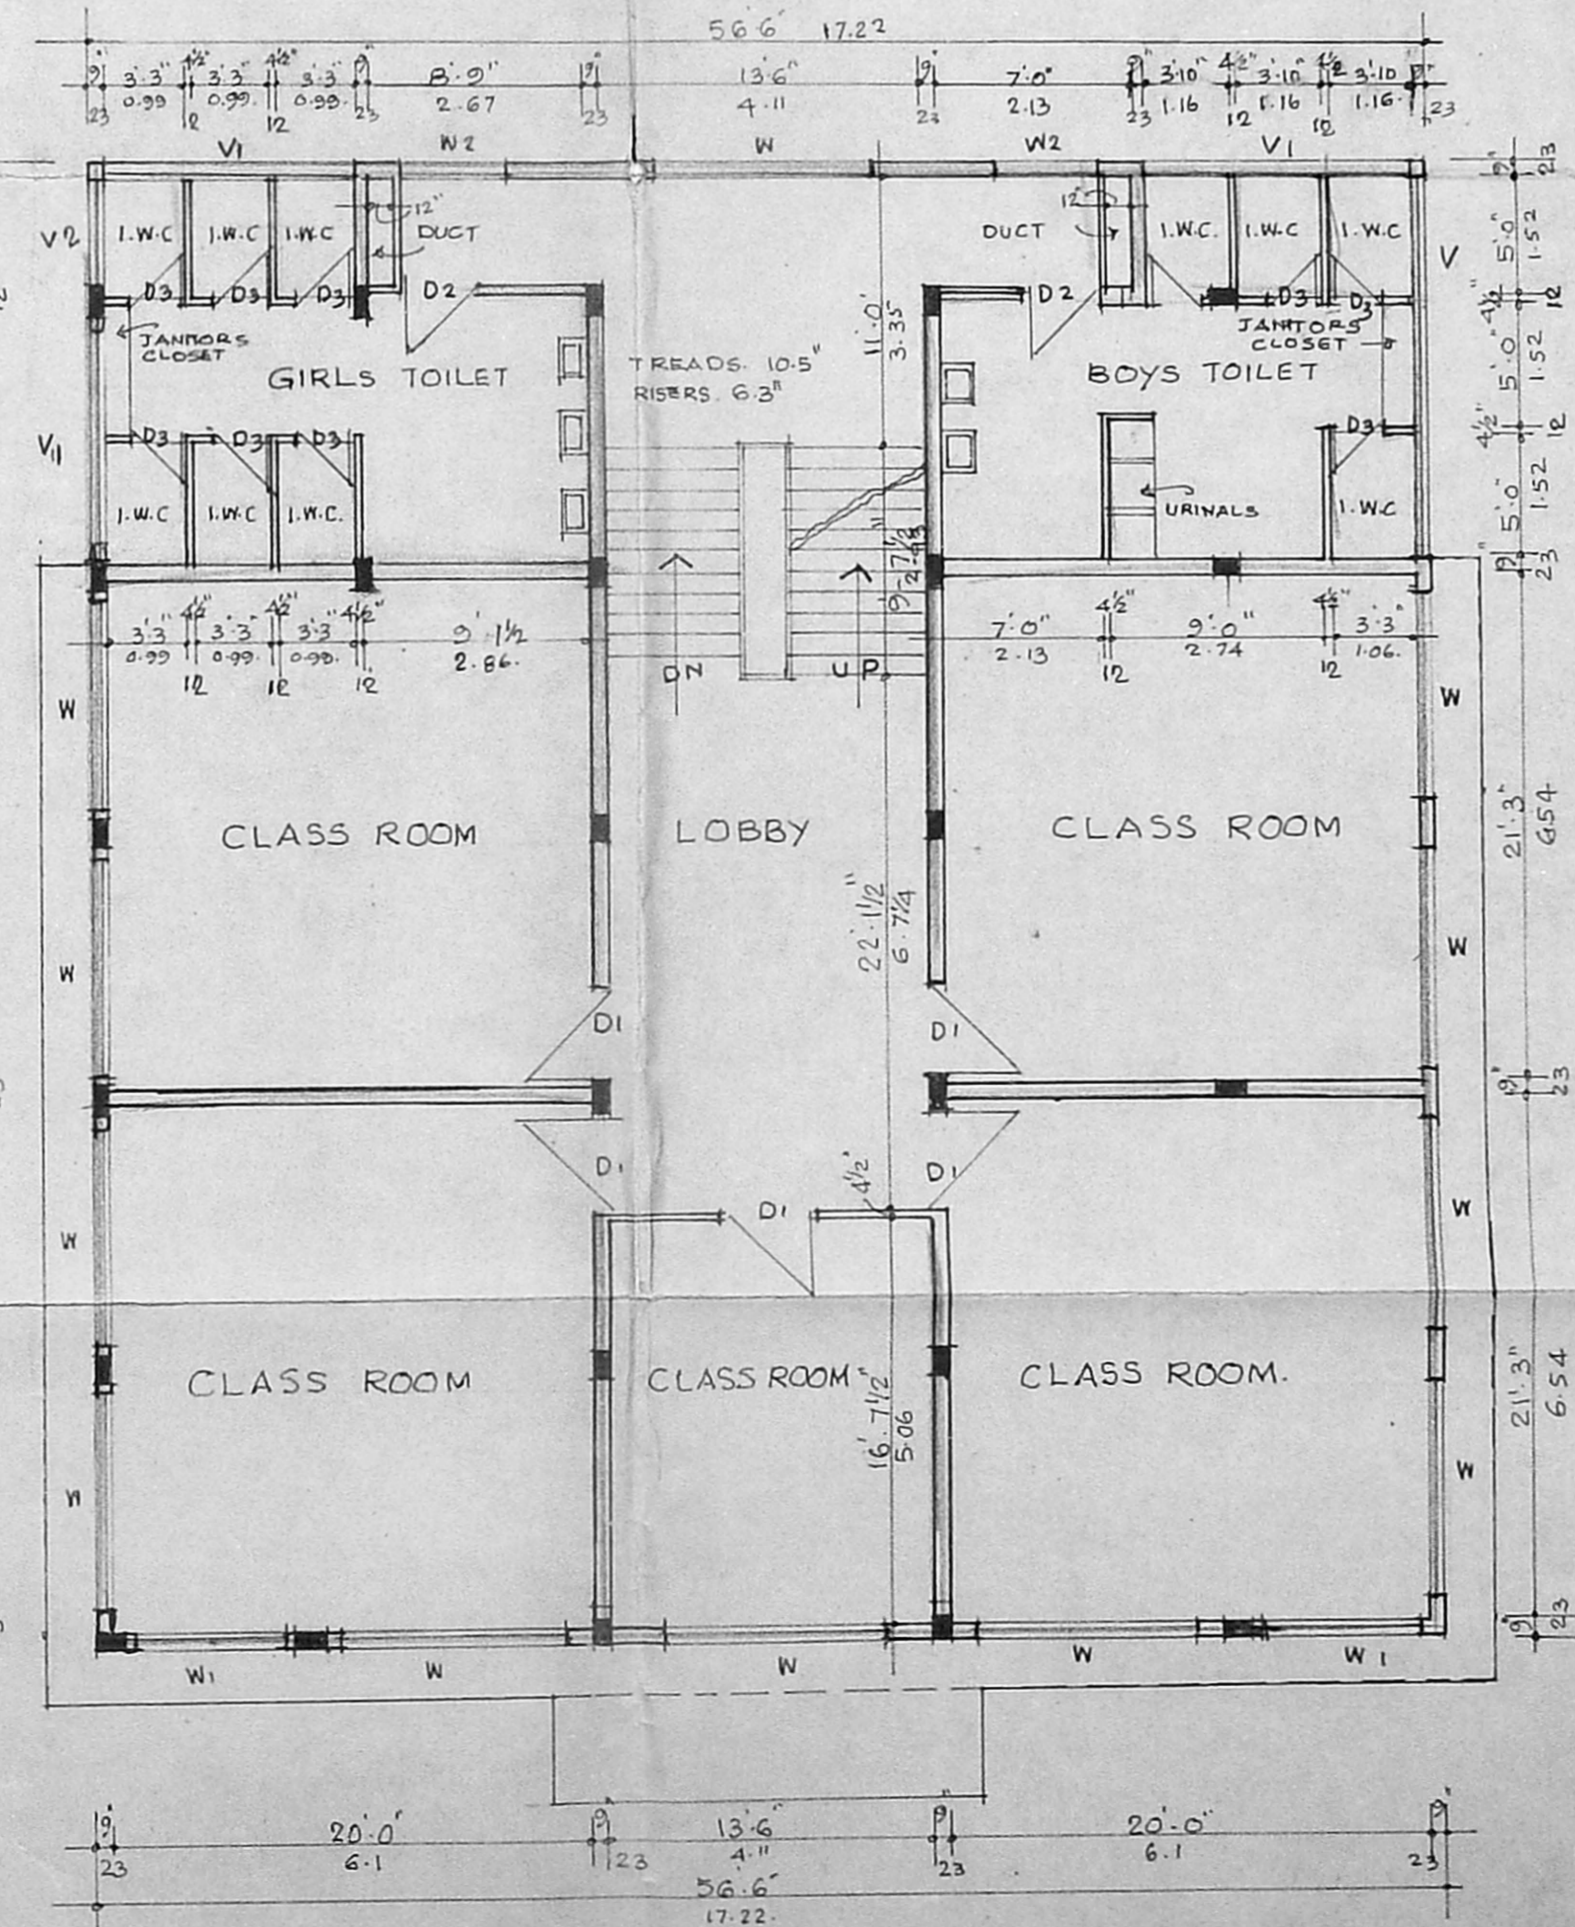 56'6" 17.22
9" 3'.3" 4½" 3'.3" 4½" 3'.3" 9" 8'.9" 9" 13'6" 9" 7'.0" 9" 3'.10" 4½" 3'.10" 4½ 3'.10 9"
23 0.99 12 0.99. 12 0.99. 23 2.67 23 4.11 23 2.13 23 1.16 12 1.16 12 1.16. 23
V1 W2 W W2 V1
9" 23
12" 12"
V2 I.W.C I.W.C I.W.C DUCT DUCT I.W.C. I.W.C I.W.C V
5'.0" 1.52
D3 D3 D3 D2 D2 D3 D3
4½" 12
JANITORS
CLOSET
11'.0'
3.35
JANITORS
CLOSET
GIRLS TOILET
TREADS. 10.5"
RISERS. 6.3"
BOYS TOILET
5'.0" 1.52
V1 D3 D3 D3 D3
4½" 12
I.W.C I.W.C I.W.C. URINALS I.W.C
5'.0" 1.52
9'-7½"
2.93
9" 23
3'.3" 4½" 3'.3" 4½" 3'.3" 4½" 9'.1½ 7'.0" 4½" 9'.0" 4½" 3'.3"
0.99 12 0.99. 12 0.99. 12 2.86. 2.13 12 2.74 12 1.06.
W DN UP W
CLASS ROOM LOBBY CLASS ROOM
21'.3" 6.54
22'.1½"
6.74
W W
D1 D1
9" 23
D1 D1
4½"
W D1 W
CLASS ROOM CLASS ROOM CLASS ROOM.
16'.7½"
5.06
21'.3" 6.54
W W
9" 23
W1 W W W W1
9" 20'.0" 9" 13'.6" 9" 20'.0" 9"
23 6.1 23 4.11 23 6.1 23
56'.6"
17.22.